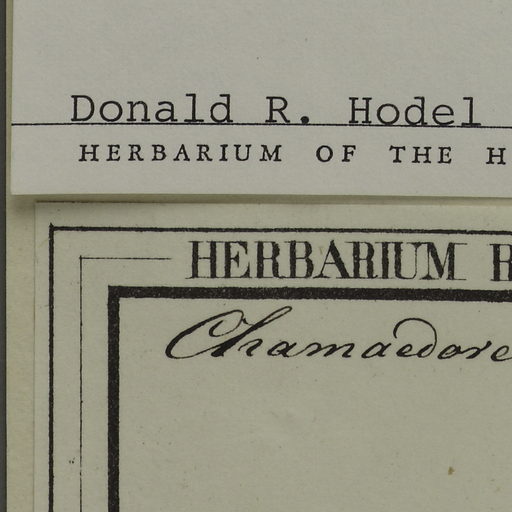 Donald R. Hodel
HERBARIUM OF THE H
HERBARIUM
Chamaedore